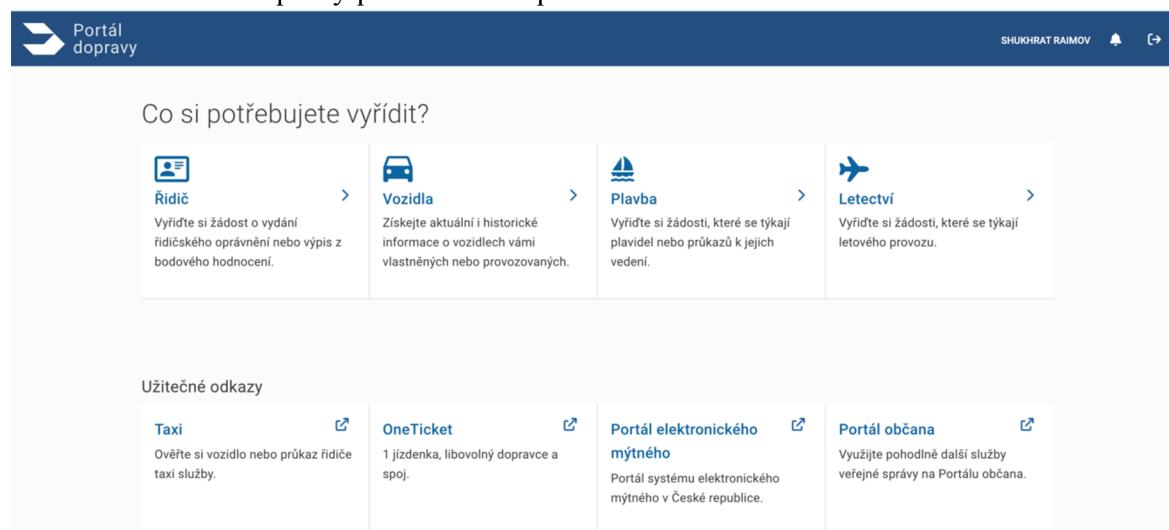 Portál
dopravy
SHUKHRAT RAIMOV
Co si potřebujete vyřídit?
Řidič
Vyřiďte si žádost o vydání
řidičského oprávnění nebo výpis z
bodového hodnocení.
Vozidla
Získejte aktuální i historické
informace o vozidlech vámi
vlastněných nebo provozovaných.
Plavba
Vyřiďte si žádosti, které se týkají
plavidel nebo průkazů k jejich
vedení.
Letectví
Vyřiďte si žádosti, které se týkají
letového provozu.
Užitečné odkazy
Taxi
Ověřte si vozidlo nebo průkaz řidiče
taxi služby.
OneTicket
1 jízdenka, libovolný dopravce a
spoj.
Portál elektronického
mýtného
Portál systému elektronického
mýtného v České republice.
Portál občana
Využijte pohodlně další služby
veřejné správy na Portálu občana.